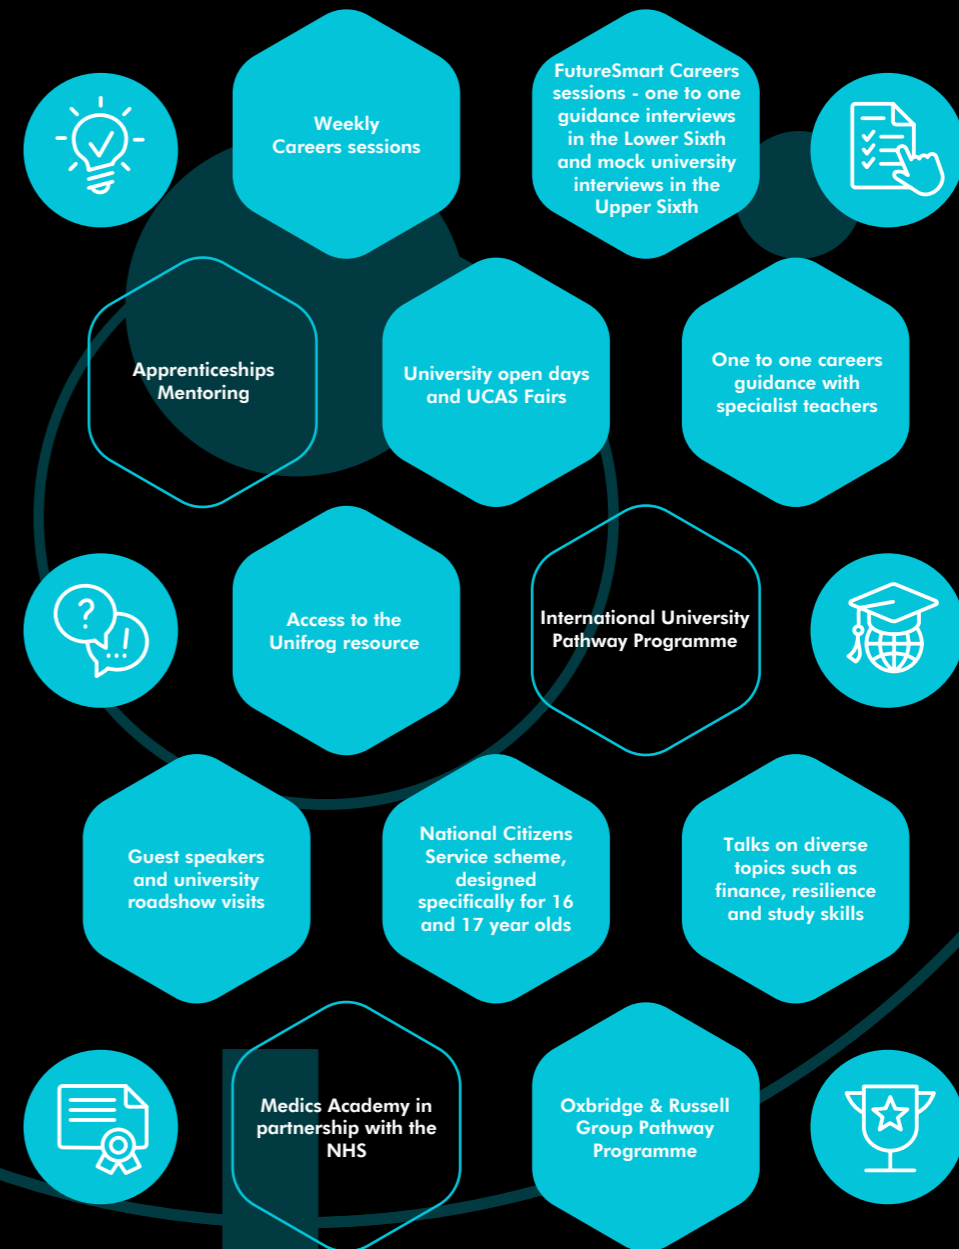 Weekly
Careers sessions
FutureSmart Careers
sessions - one to one
guidance interviews
in the Lower Sixth
and mock university
interviews in the
Upper Sixth
Apprenticeships
Mentoring
University open days
and UCAS Fairs
One to one careers
guidance with
specialist teachers
Access to the
Unifrog resource
International University
Pathway Programme
Guest speakers
and university
roadshow visits
National Citizens
Service scheme,
designed
specifically for 16
and 17 year olds
Talks on diverse
topics such as
finance, resilience
and study skills
Medics Academy in
partnership with the
NHS
Oxbridge & Russell
Group Pathway
Programme